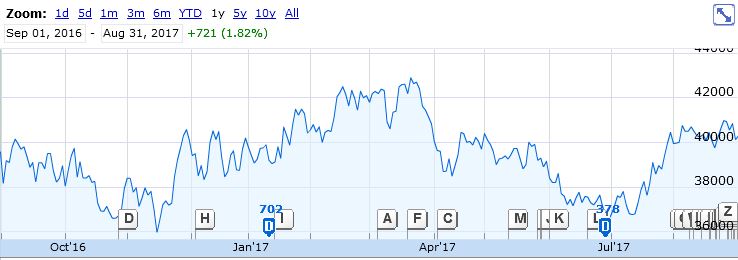 Zoom: 1d 5d 1m 3m 6m YTD 1y 5y 10y All
Sep 01, 2016 - Aug 31, 2017 +721 (1.82%)
44000
42000
40000
38000
36000
702 378
D H D I A F C M J K L D Z
Oct'16 Jan'17 Apr'17 Jul'17